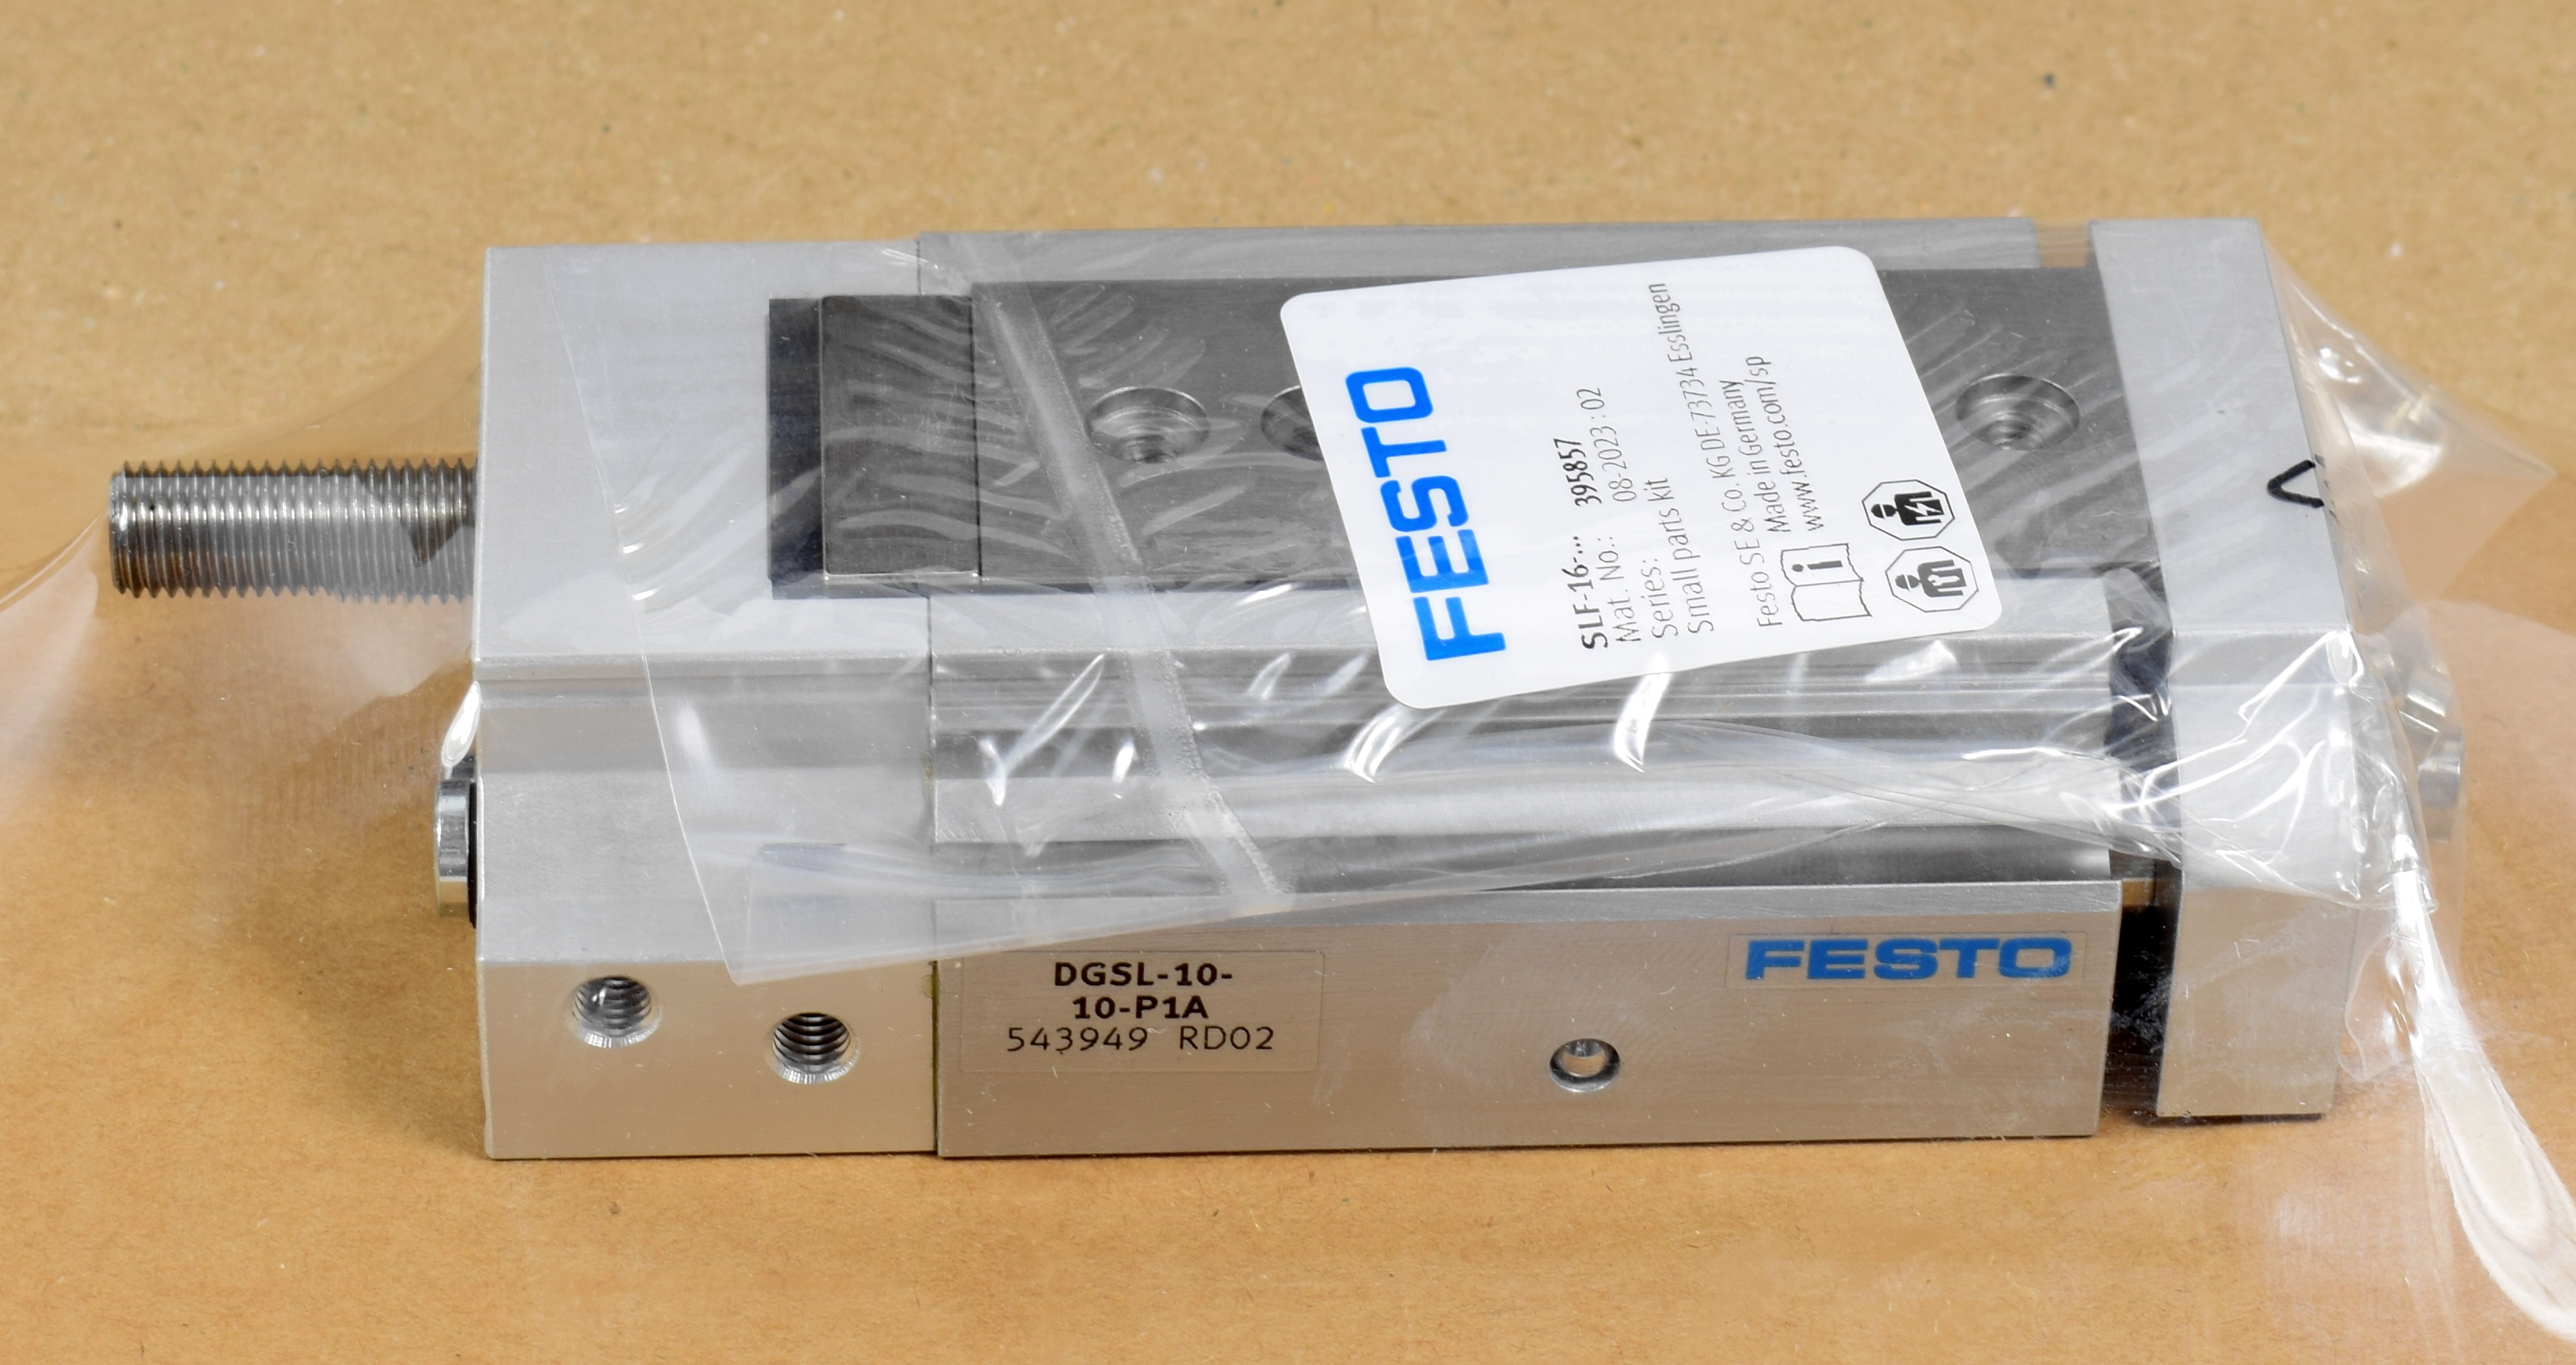 FESTO
SLF-16-... 395857
Mat. No.: 08-2023 : 02
Series:
Small parts kit
Festo SE & Co. KG DE-73734 Esslingen
Made in Germany
www.festo.com/sp
DGSL-10-
10-P1A
543949 RD02
FESTO